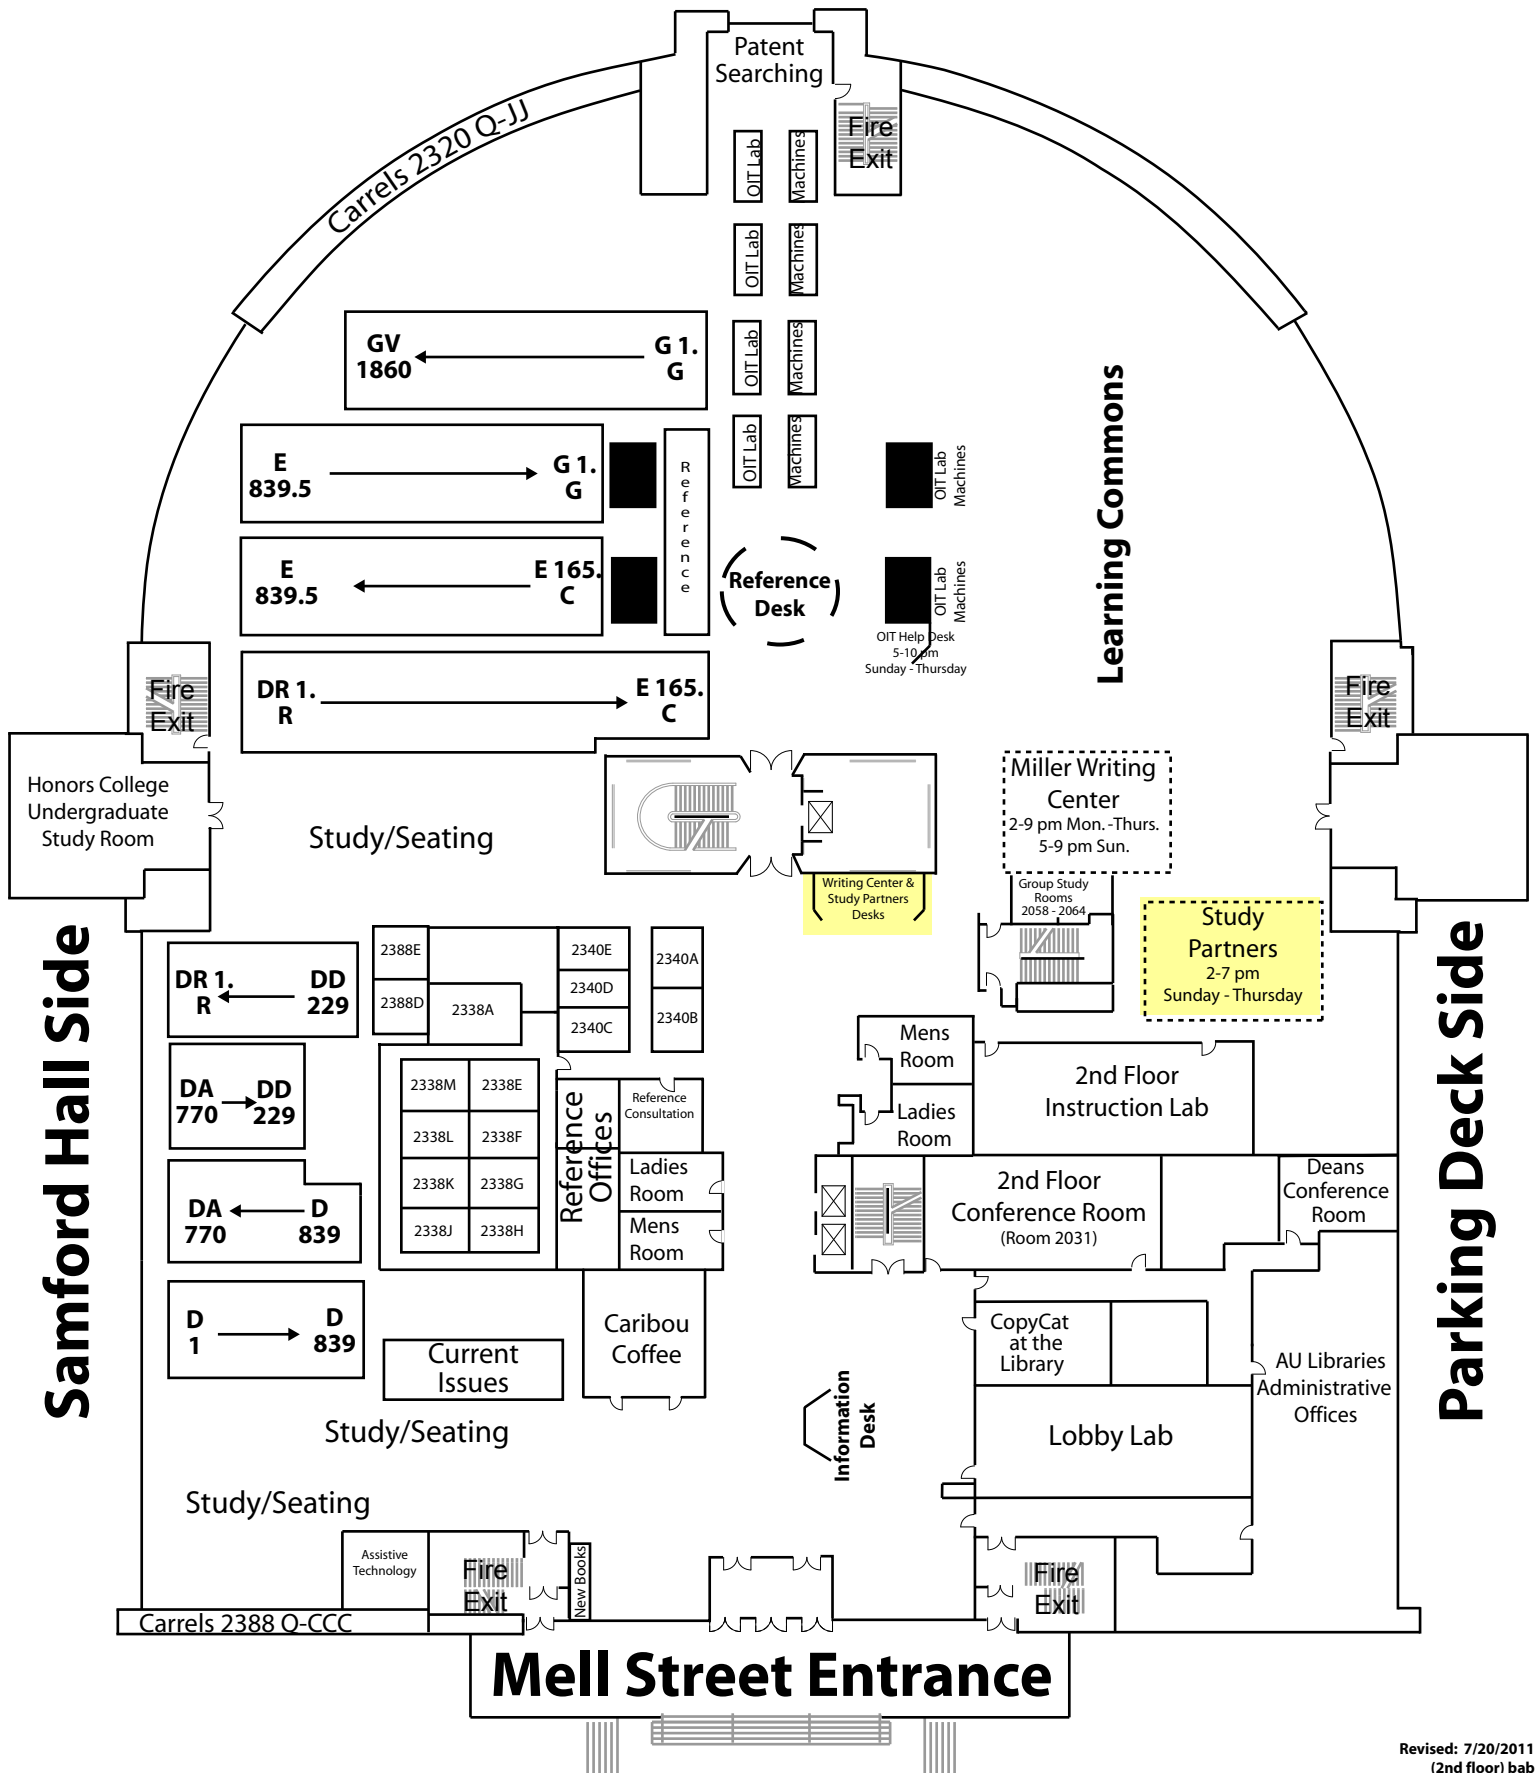 Patent
Searching
Fire
Exit
Carrels 2320 Q-JJ
OIT Lab
Machines
OIT Lab
Machines
OIT Lab
Machines
OIT Lab
Machines
GV
1860
G 1.
G
E
839.5
G 1.
G
Reference
OIT Lab
Machines
Learning Commons
E
839.5
E 165.
C
Reference
Desk
OIT Lab
Machines
OIT Help Desk
5-10 pm
Sunday - Thursday
DR 1.
R
E 165.
C
Fire
Exit
Fire
Exit
Honors College
Undergraduate
Study Room
Study/Seating
Miller Writing
Center
2-9 pm Mon. -Thurs.
5-9 pm Sun.
Writing Center &
Study Partners
Desks
Group Study
Rooms
2058 - 2064
Study
Partners
2-7 pm
Sunday - Thursday
Samford Hall Side
Parking Deck Side
DR 1.
R
DD
229
2388E
2388D
2338A
2340E
2340D
2340C
2340A
2340B
Mens
Room
Ladies
Room
2nd Floor
Instruction Lab
DA
770
DD
229
2338M
2338E
2338L
2338F
2338K
2338G
2338J
2338H
Reference
Offices
Reference
Consultation
Ladies
Room
Mens
Room
2nd Floor
Conference Room
(Room 2031)
Deans
Conference
Room
DA
770
D
839
D
1
D
839
Current
Issues
Caribou
Coffee
CopyCat
at the
Library
AU Libraries
Administrative
Offices
Information
Desk
Lobby Lab
Study/Seating
Study/Seating
Assistive
Technology
Fire
Exit
New Books
Fire
Exit
Carrels 2388 Q-CCC
Mell Street Entrance
Revised: 7/20/2011
(2nd floor) bab